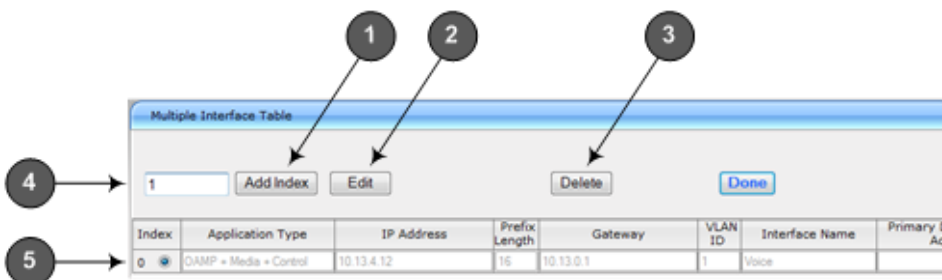 1 2 3
Multiple Interface Table
4 1 Add Index Edit Delete Done
Index Application Type IP Address Prefix Length Gateway VLAN ID Interface Name Primary
5 0 OAMP + Media + Control 10.13.4.12 16 10.13.0.1 1 Voice